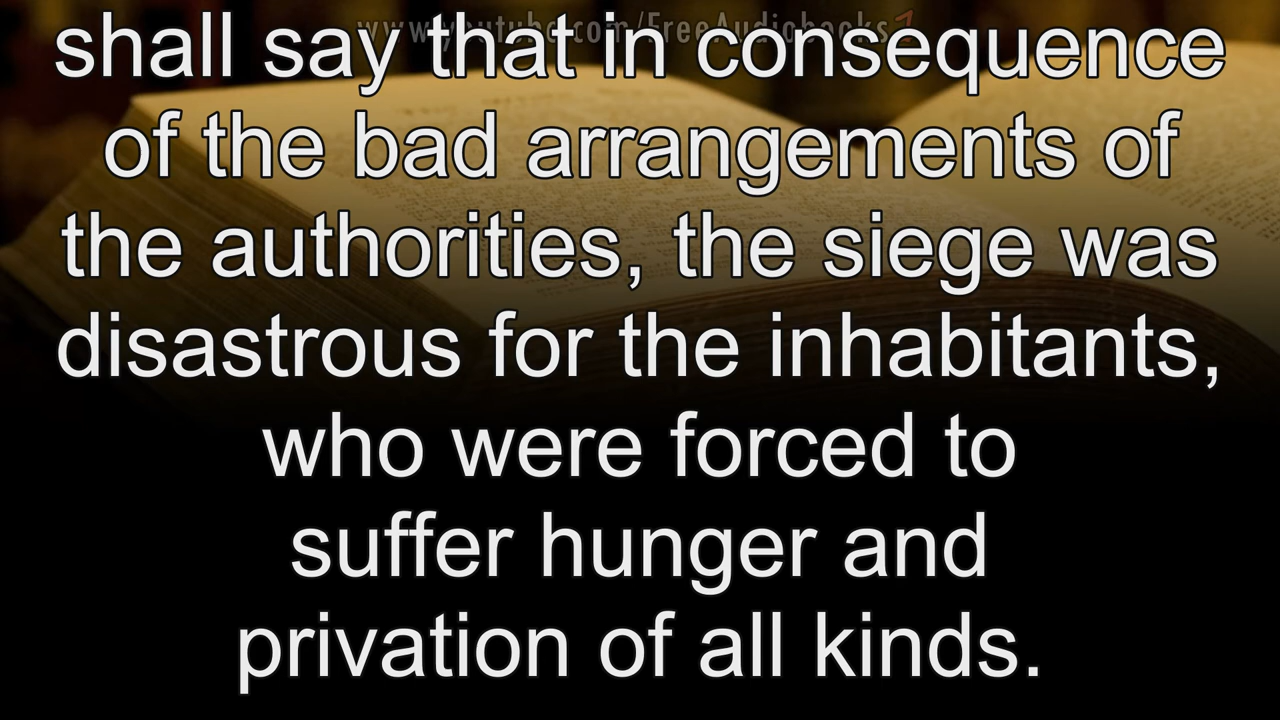 www.youtube.com/FreeAudiobooks1
shall say that in consequence
of the bad arrangements of
the authorities, the siege was
disastrous for the inhabitants,
who were forced to
suffer hunger and
privation of all kinds.